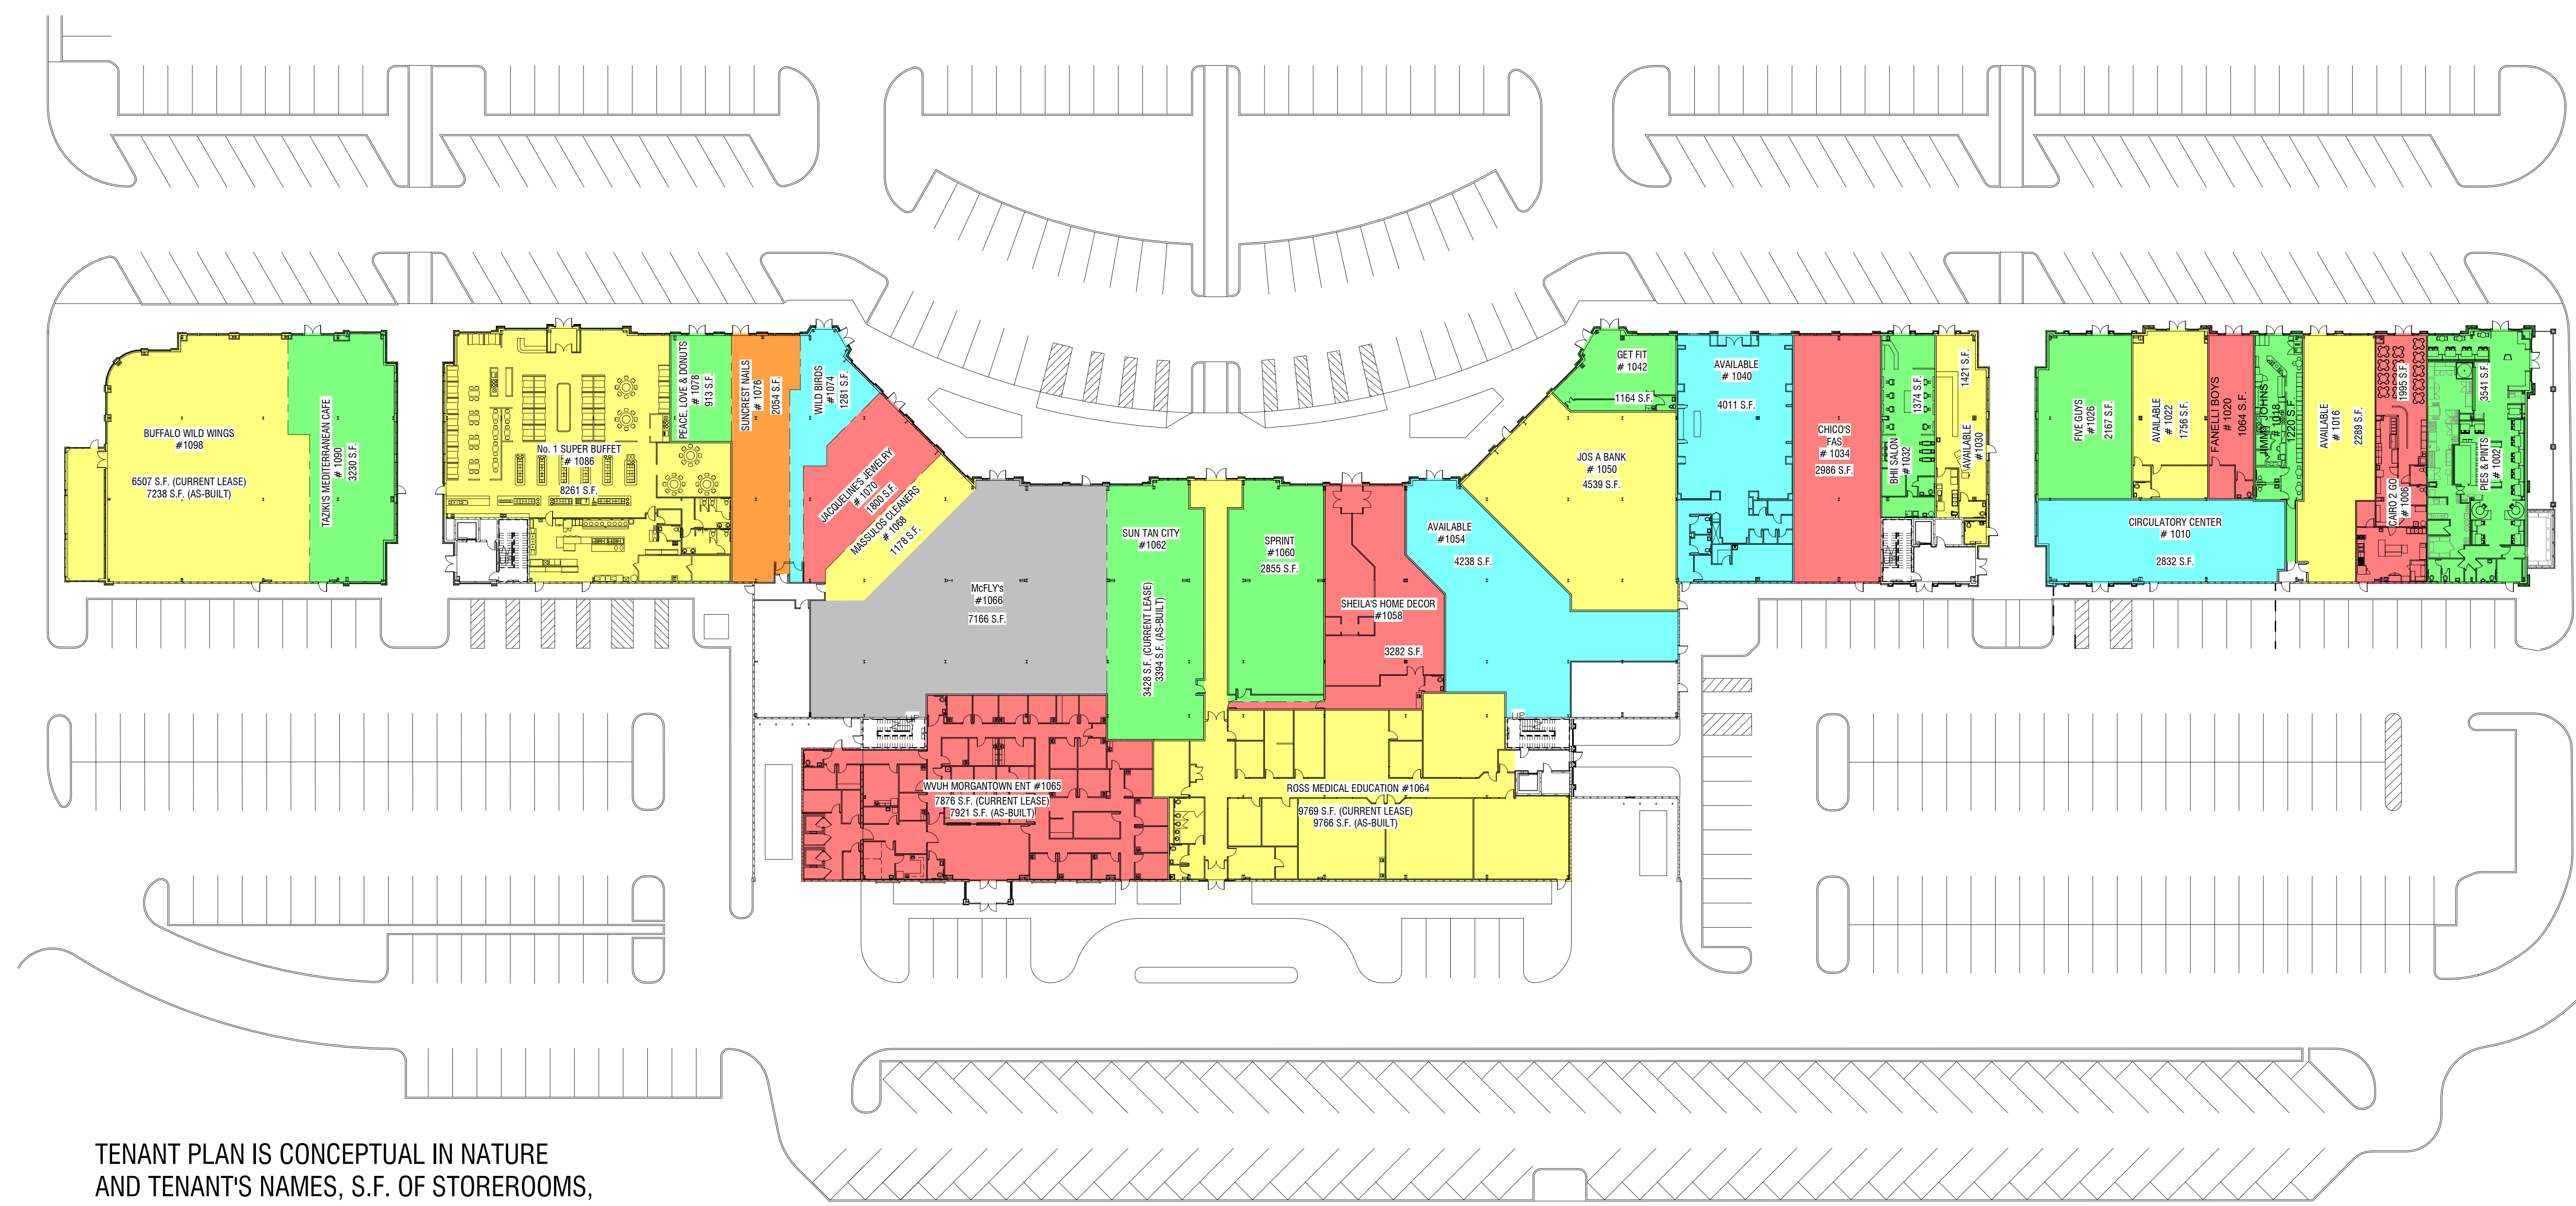 BUFFALO WILD WINGS
#1098
6507 S.F. (CURRENT LEASE)
7238 S.F. (AS-BUILT)
TAZIKI'S MEDITERRANEAN CAFE
# 1090
3230 S.F.
No. 1 SUPER BUFFET
# 1086
8261 S.F.
PEACE, LOVE & DONUTS
# 1078
913 S.F.
SUNCREST NAILS
# 1076
2054 S.F.
WILD BIRDS
#1074
1281 S.F.
JACQUELINE'S JEWELRY
# 1070
1800 S.F.
MASSULOS CLEANERS
# 1068
1178 S.F.
McFLY's
#1066
7166 S.F.
SUN TAN CITY
#1062
3428 S.F. (CURRENT LEASE)
3394 S.F. (AS-BUILT)
SPRINT
#1060
2855 S.F.
SHEILA'S HOME DECOR
#1058
3282 S.F.
AVAILABLE
#1054
4238 S.F.
JOS A BANK
# 1050
4539 S.F.
GET FIT
# 1042
1164 S.F.
AVAILABLE
# 1040
4011 S.F.
CHICO'S
FAS
# 1034
2986 S.F.
BHII SALON
#1032
1374 S.F.
AVAILABLE
#1030
1421 S.F.
FIVE GUYS
#1026
2167 S.F.
AVAILABLE
# 1022
1756 S.F.
FANELLI BOYS
# 1020
1064 S.F.
JIMMY JOHNS
# 1018
1220 S.F.
AVAILABLE
# 1016
2289 S.F.
CAIRO 2 GO
# 1006
1995 S.F.
PIES & PINTS
# 1002
3541 S.F.
CIRCULATORY CENTER
# 1010
2832 S.F.
UP
UP
WVUH MORGANTOWN ENT #1065
7876 S.F. (CURRENT LEASE)
7921 S.F. (AS-BUILT)
ROSS MEDICAL EDUCATION #1064
9769 S.F. (CURRENT LEASE)
9766 S.F. (AS-BUILT)
TENANT PLAN IS CONCEPTUAL IN NATURE
AND TENANT'S NAMES, S.F. OF STOREROOMS,